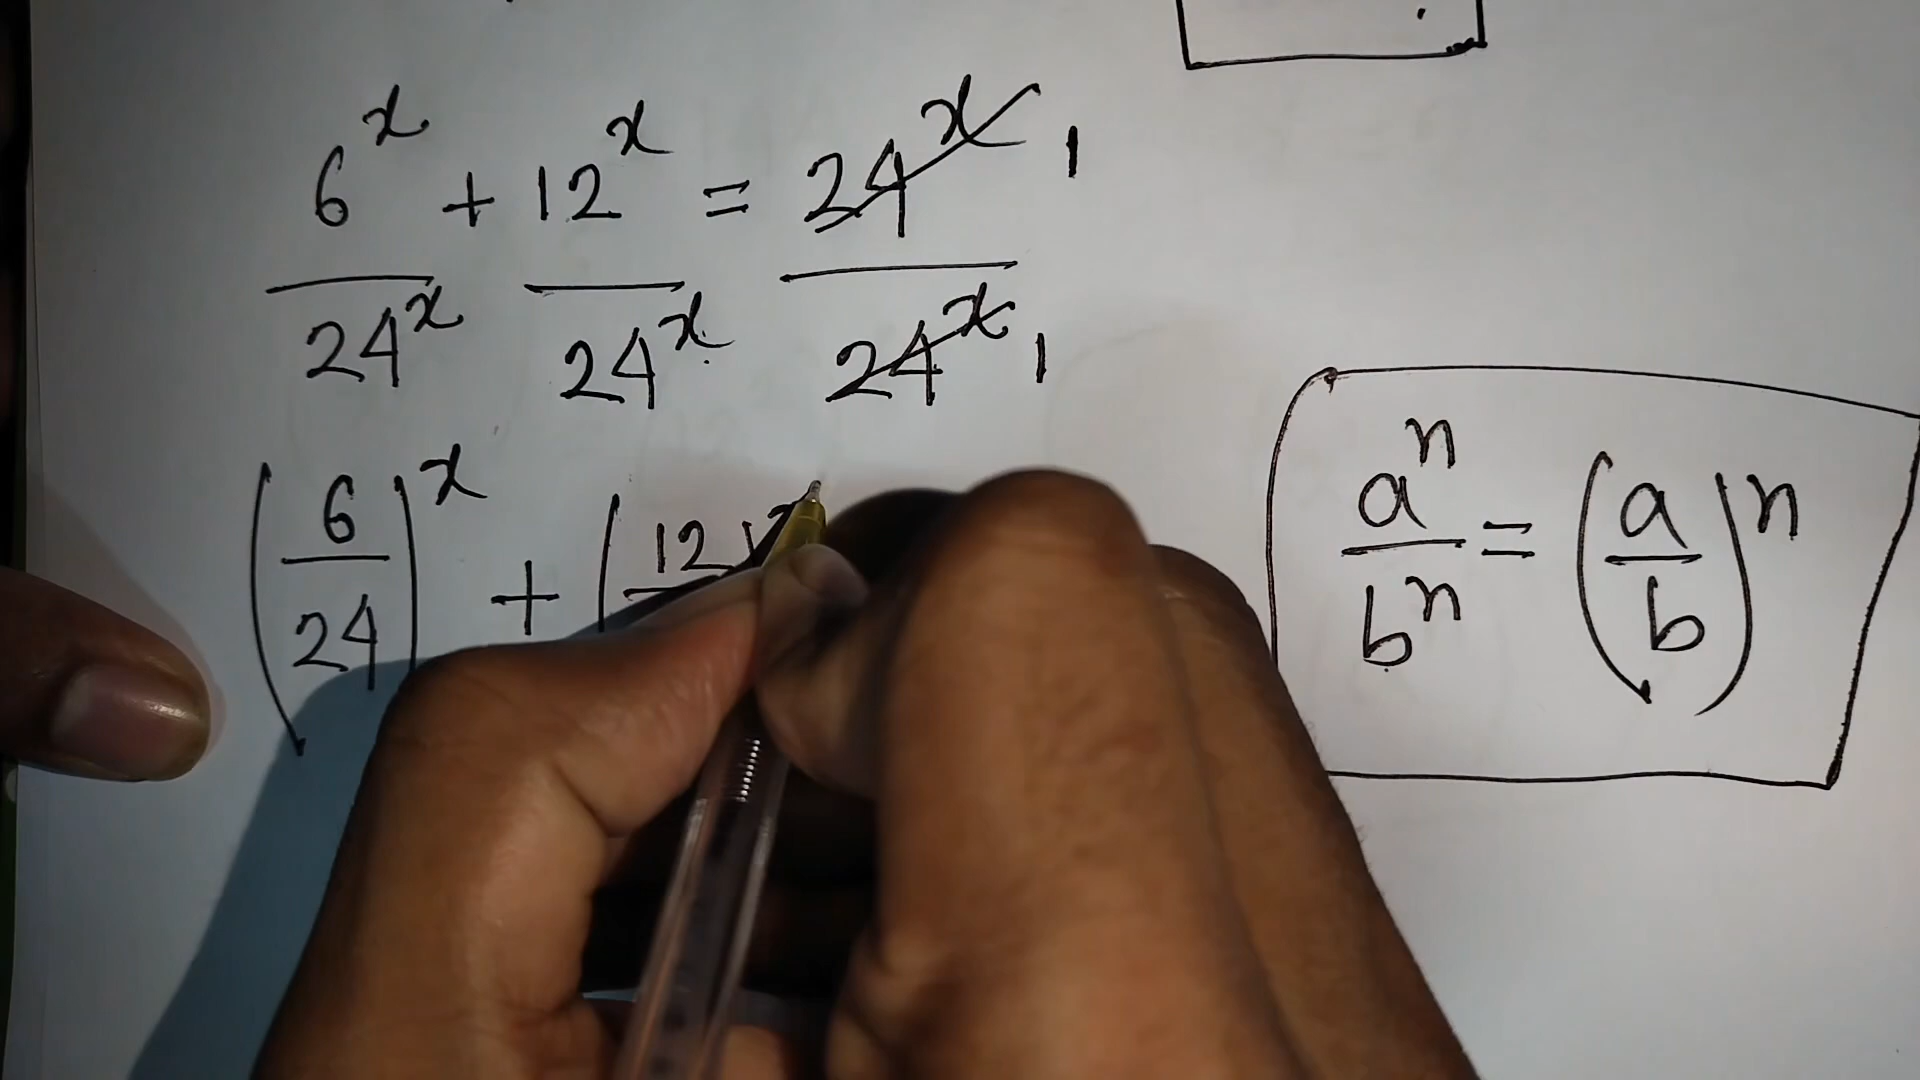 6^x + 12^x = 24^x 1
24^x 24^x 24^x 1
(6/24)^x + (12
a^n/b^n = (a/b)^n